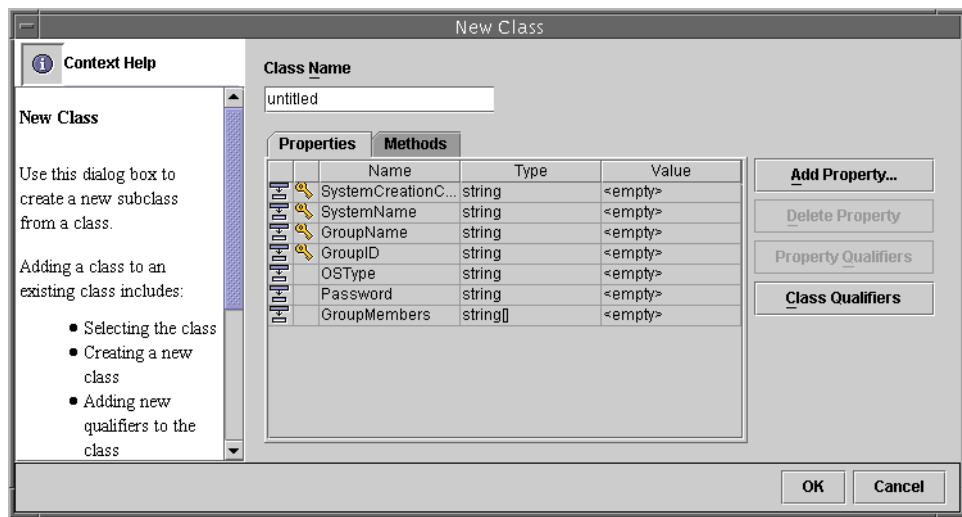 New Class
Context Help
New Class
Use this dialog box to
create a new subclass
from a class.
Adding a class to an
existing class includes:
• Selecting the class
• Creating a new
class
• Adding new
qualifiers to the
class
Class Name
untitled
Properties Methods
Name Type Value
SystemCreationC... string <empty>
SystemName string <empty>
GroupName string <empty>
GroupID string <empty>
OSType string <empty>
Password string <empty>
GroupMembers string[] <empty>
Add Property...
Delete Property
Property Qualifiers
Class Qualifiers
OK Cancel